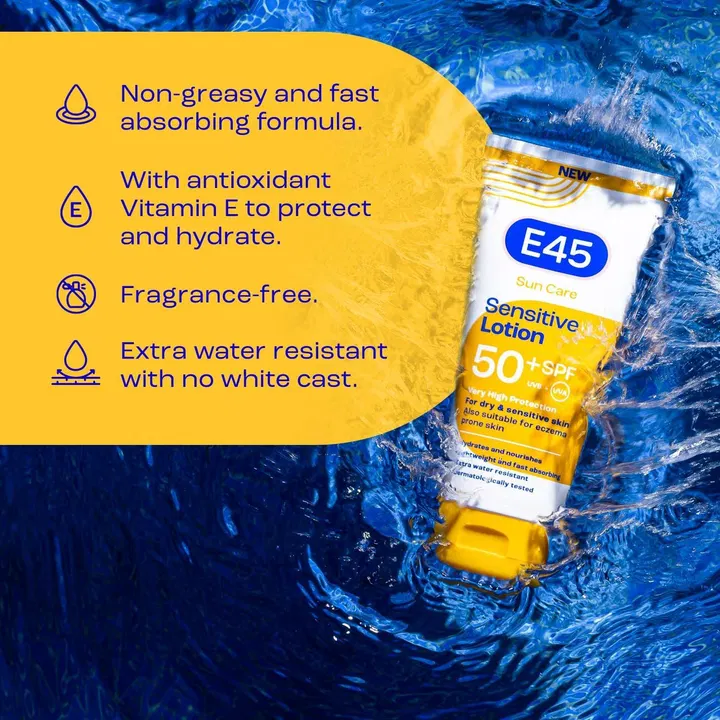 Non-greasy and fast
absorbing formula.
With antioxidant
E
Vitamin E to protect
and hydrate.
Fragrance-free.
Extra water resistant
with no white cast.
NEW
E45
Sun Care
Sensitive
Lotion
50+SPF
UVB + UVA
Very High Protection
For dry & sensitive skin
Also suitable for eczema
prone skin
Hydrates and nourishes
Lightweight and fast absorbing
Extra water resistant
Dermatologically tested